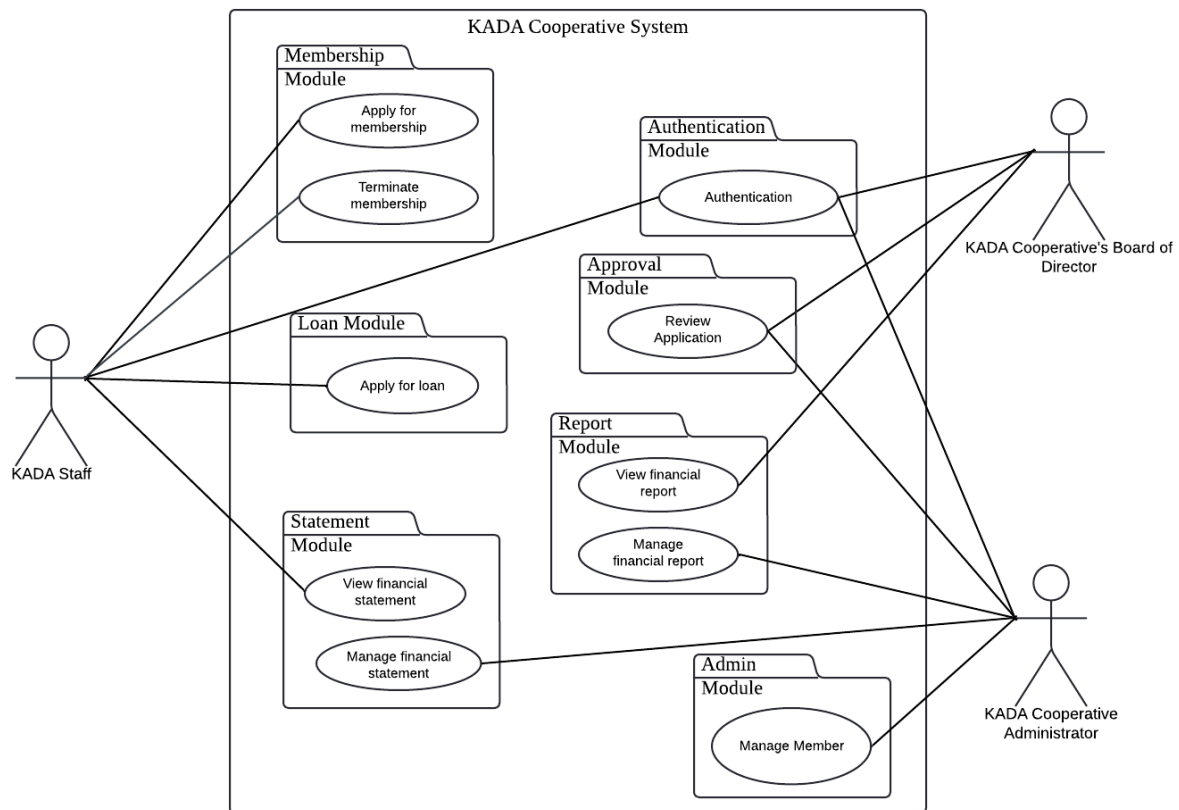 KADA Cooperative System
Membership
Module
Apply for
membership
Terminate
membership
Authentication
Module
Authentication
KADA Cooperative's Board of
Director
Approval
Module
Review
Application
Loan Module
Apply for loan
KADA Staff
Report
Module
View financial
report
Manage
financial report
Statement
Module
View financial
statement
Manage financial
statement
Admin
Module
Manage Member
KADA Cooperative
Administrator